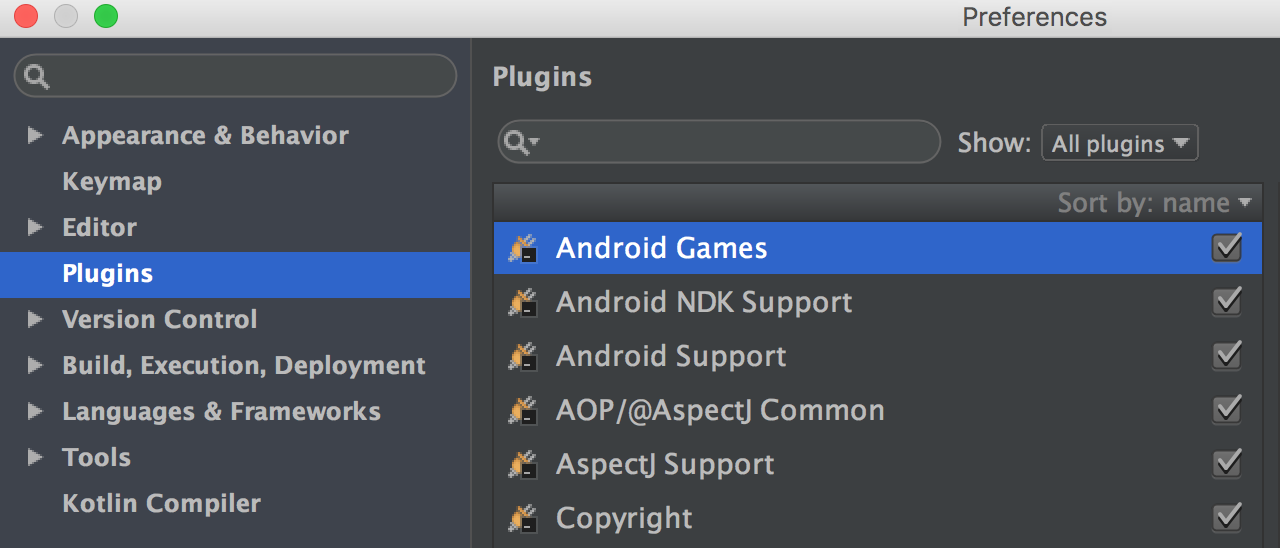 Preferences
Plugins
Appearance & Behavior
Keymap
Editor
Plugins
Version Control
Build, Execution, Deployment
Languages & Frameworks
Tools
Kotlin Compiler
Show: All plugins
Sort by: name
Android Games
Android NDK Support
Android Support
AOP/@AspectJ Common
AspectJ Support
Copyright